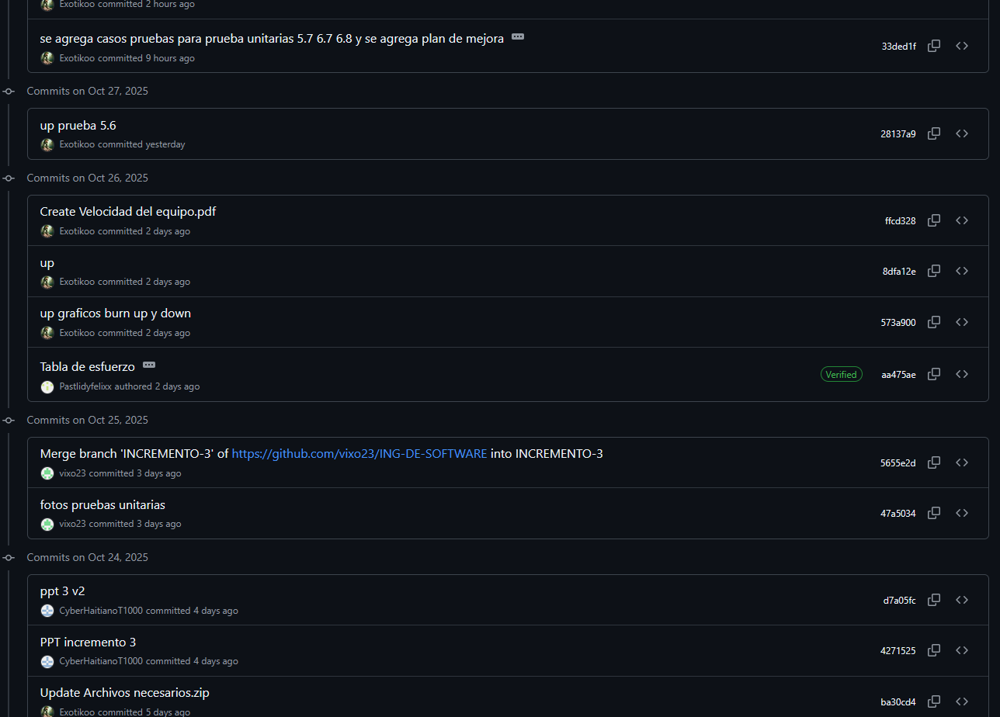 Exotikoo committed 2 hours ago
se agrega casos pruebas para prueba unitarias 5.7 6.7 6.8 y se agrega plan de mejora
Exotikoo committed 9 hours ago
33ded1f
Commits on Oct 27, 2025
up prueba 5.6
Exotikoo committed yesterday
28137a9
Commits on Oct 26, 2025
Create Velocidad del equipo.pdf
Exotikoo committed 2 days ago
ffcd328
up
Exotikoo committed 2 days ago
8dfa12e
up graficos burn up y down
Exotikoo committed 2 days ago
573a900
Tabla de esfuerzo
Pastlidyfelixx authored 2 days ago
Verified
aa475ae
Commits on Oct 25, 2025
Merge branch 'INCREMENTO-3' of https://github.com/vixo23/ING-DE-SOFTWARE into INCREMENTO-3
vixo23 committed 3 days ago
5655e2d
fotos pruebas unitarias
vixo23 committed 3 days ago
47a5034
Commits on Oct 24, 2025
ppt 3 v2
CyberHaitianoT1000 committed 4 days ago
d7a05fc
PPT incremento 3
CyberHaitianoT1000 committed 4 days ago
4271525
Update Archivos necesarios.zip
Exotikoo committed 5 days ago
ba30cd4